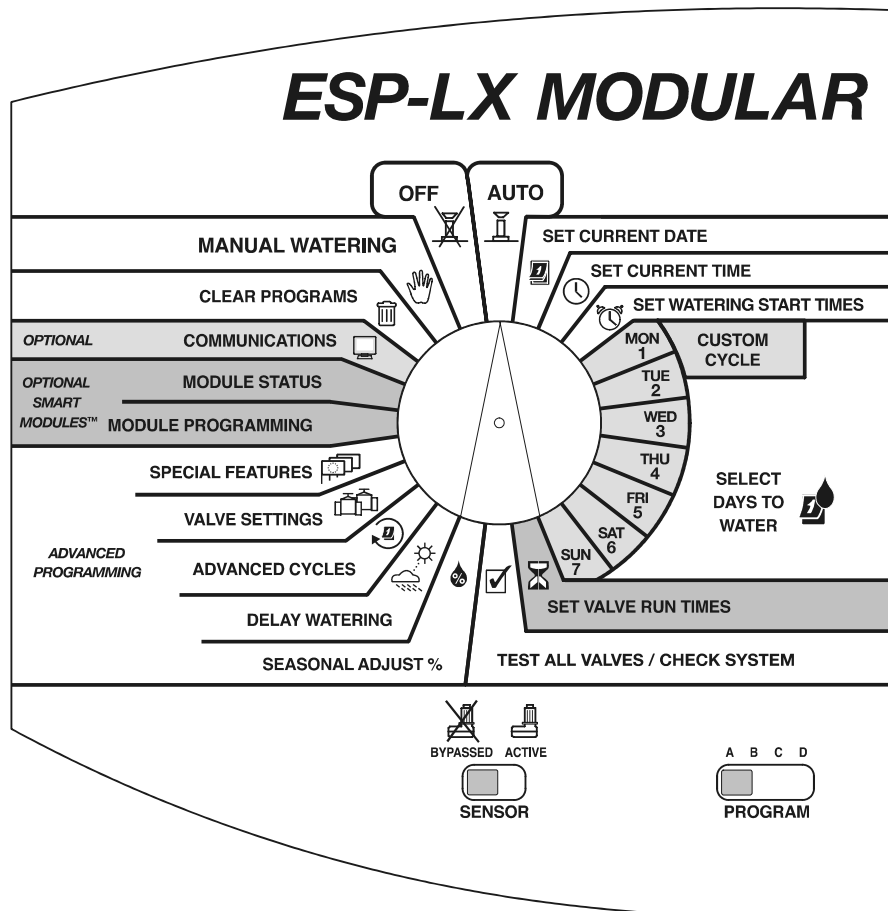 ESP-LX MODULAR
OFF
AUTO
MANUAL WATERING
SET CURRENT DATE
CLEAR PROGRAMS
SET CURRENT TIME
SET WATERING START TIMES
OPTIONAL
COMMUNICATIONS
MON
1
CUSTOM
CYCLE
OPTIONAL
SMART
MODULES™
MODULE STATUS
MODULE PROGRAMMING
TUE
2
WED
3
THU
4
FRI
5
SAT
6
SUN
7
SELECT
DAYS TO
WATER
1
1
1
SPECIAL FEATURES
VALVE SETTINGS
ADVANCED CYCLES
ADVANCED
PROGRAMMING
DELAY WATERING
SEASONAL ADJUST %
%
SET VALVE RUN TIMES
TEST ALL VALVES / CHECK SYSTEM
BYPASSED
ACTIVE
SENSOR
A B C D
PROGRAM